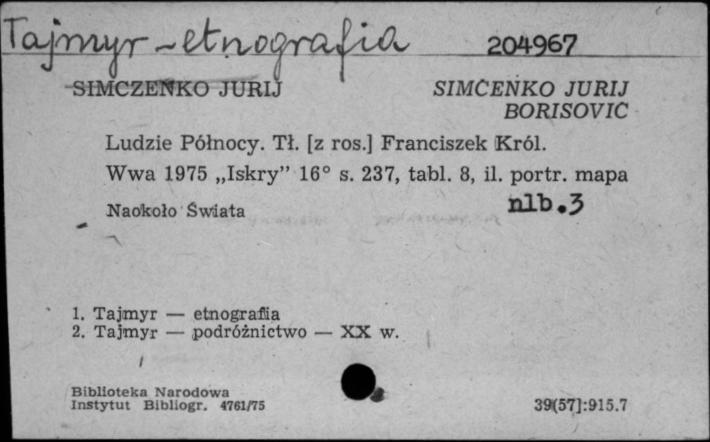 Tajmyr - etnografia 204967
SIMCZENKO JURIJ SIMĆENKO JURIJ
BORISOVIĆ
Ludzie Północy. Tł. [z ros.] Franciszek Król.
Wwa 1975 „Iskry” 16° s. 237, tabl. 8, il. portr. mapa
Naokoło Świata nlb.3
1. Tajmyr — etnografia
2. Tajmyr — podróżnictwo — XX w.
Biblioteka Narodowa
Instytut Bibliogr. 4761/75 39(57]:915.7